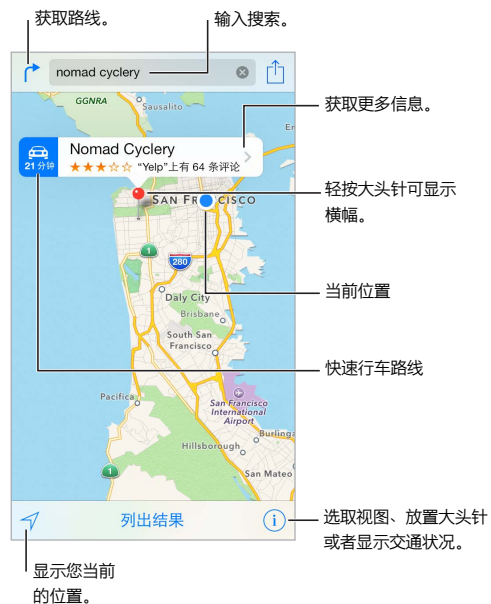 获取路线。
输入搜索。
nomad cyclery
GGNRA
Sausalito
获取更多信息。
En
Nomad Cyclery
21 分钟
★★★☆☆ “Yelp”上有 64 条评论
轻按大头针可显示
横幅。
SAN FR CISCO
1
280
当前位置
Daly City
Brisbane
South San
Francisco
快速行车路线
Pacifica
San Francisco
International
Airport
Burlinga
Hillsborough
1
San Mateo
列出结果
选取视图、放置大头针
或者显示交通状况。
显示您当前
的位置。